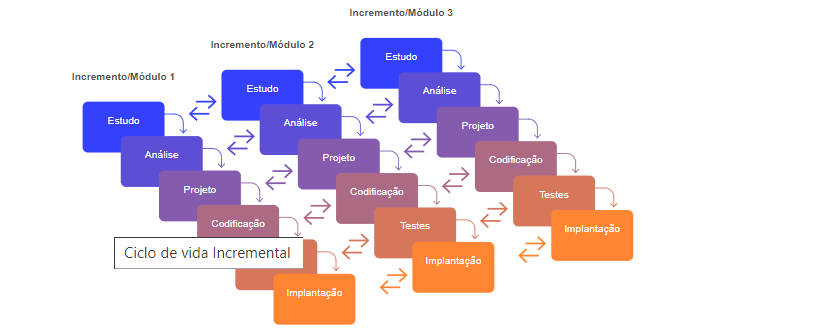 Incremento/Módulo 3
Incremento/Módulo 2
Incremento/Módulo 1
Estudo
Análise
Projeto
Codificação
Implantação
Estudo
Análise
Projeto
Codificação
Testes
Implantação
Estudo
Análise
Projeto
Codificação
Testes
Implantação
Ciclo de vida Incremental